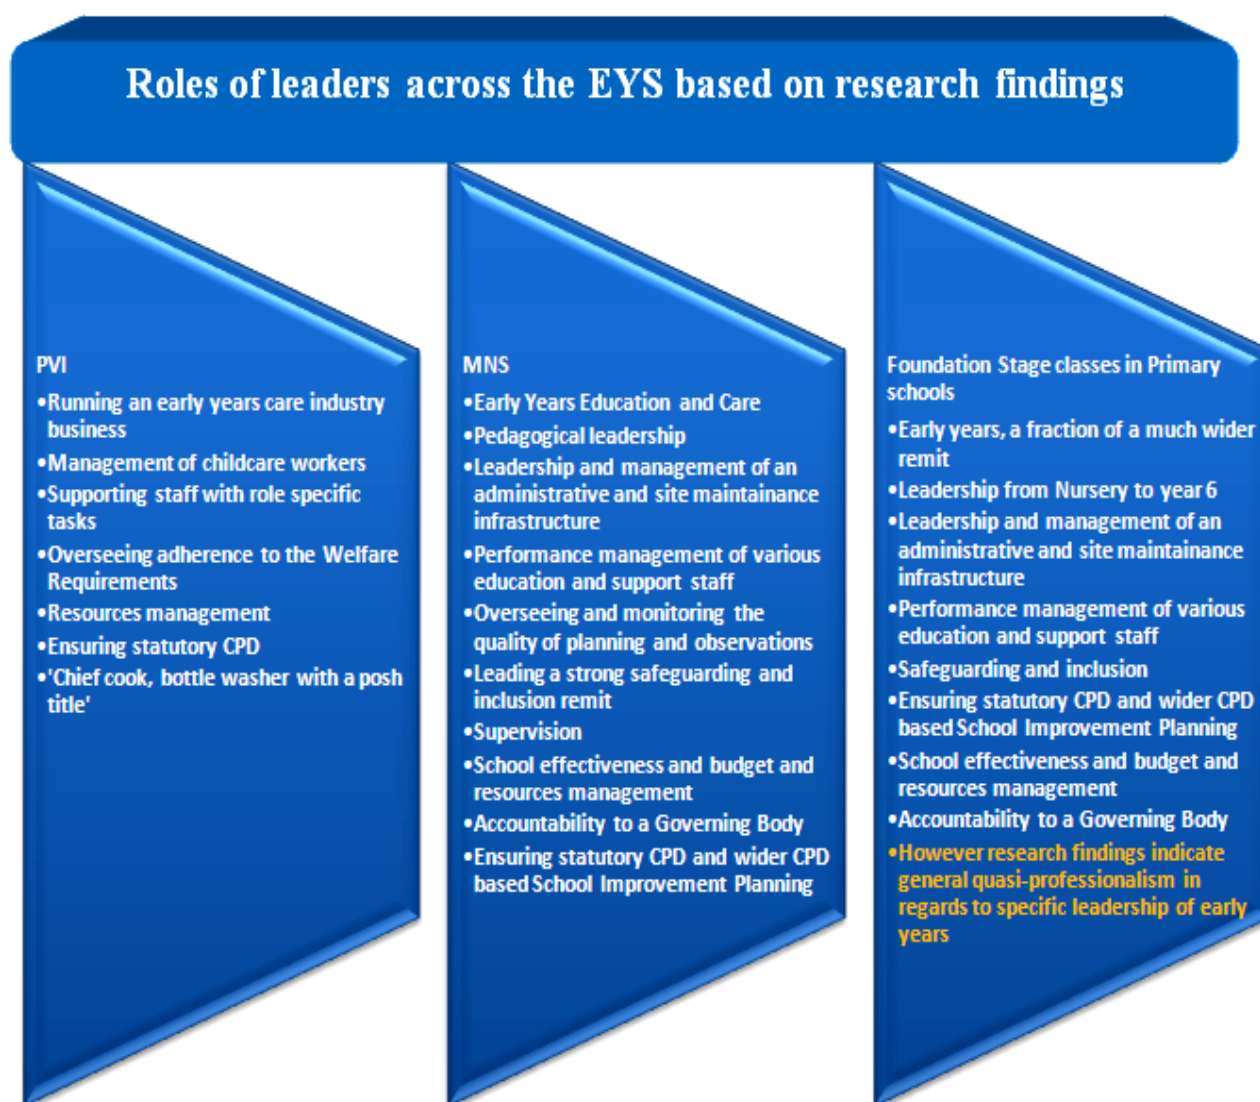 Roles of leaders across the EYS based on research findings
PVI
•Running an early years care industry
business
•Management of childcare workers
•Supporting staff with role specific
tasks
•Overseeing adherence to the Welfare
Requirements
•Resources management
•Ensuring statutory CPD
•'Chief cook, bottle washer with a posh
title'
MNS
•Early Years Education and Care
•Pedagogical leadership
•Leadership and management of an
administrative and site maintainance
infrastructure
•Performance management of various
education and support staff
•Overseeing and monitoring the
quality of planning and observations
•Leading a strong safeguarding and
inclusion remit
•Supervision
•School effectiveness and budget and
resources management
•Accountability to a Governing Body
•Ensuring statutory CPD and wider CPD
based School Improvement Planning
Foundation Stage classes in Primary
schools
•Early years, a fraction of a much wider
remit
•Leadership from Nursery to year 6
•Leadership and management of an
administrative and site maintainance
infrastructure
•Performance management of various
education and support staff
•Safeguarding and inclusion
•Ensuring statutory CPD and wider CPD
based School Improvement Planning
•School effectiveness and budget and
resources management
•Accountability to a Governing Body
•However research findings indicate
general quasi-professionalism in
regards to specific leadership of early
years